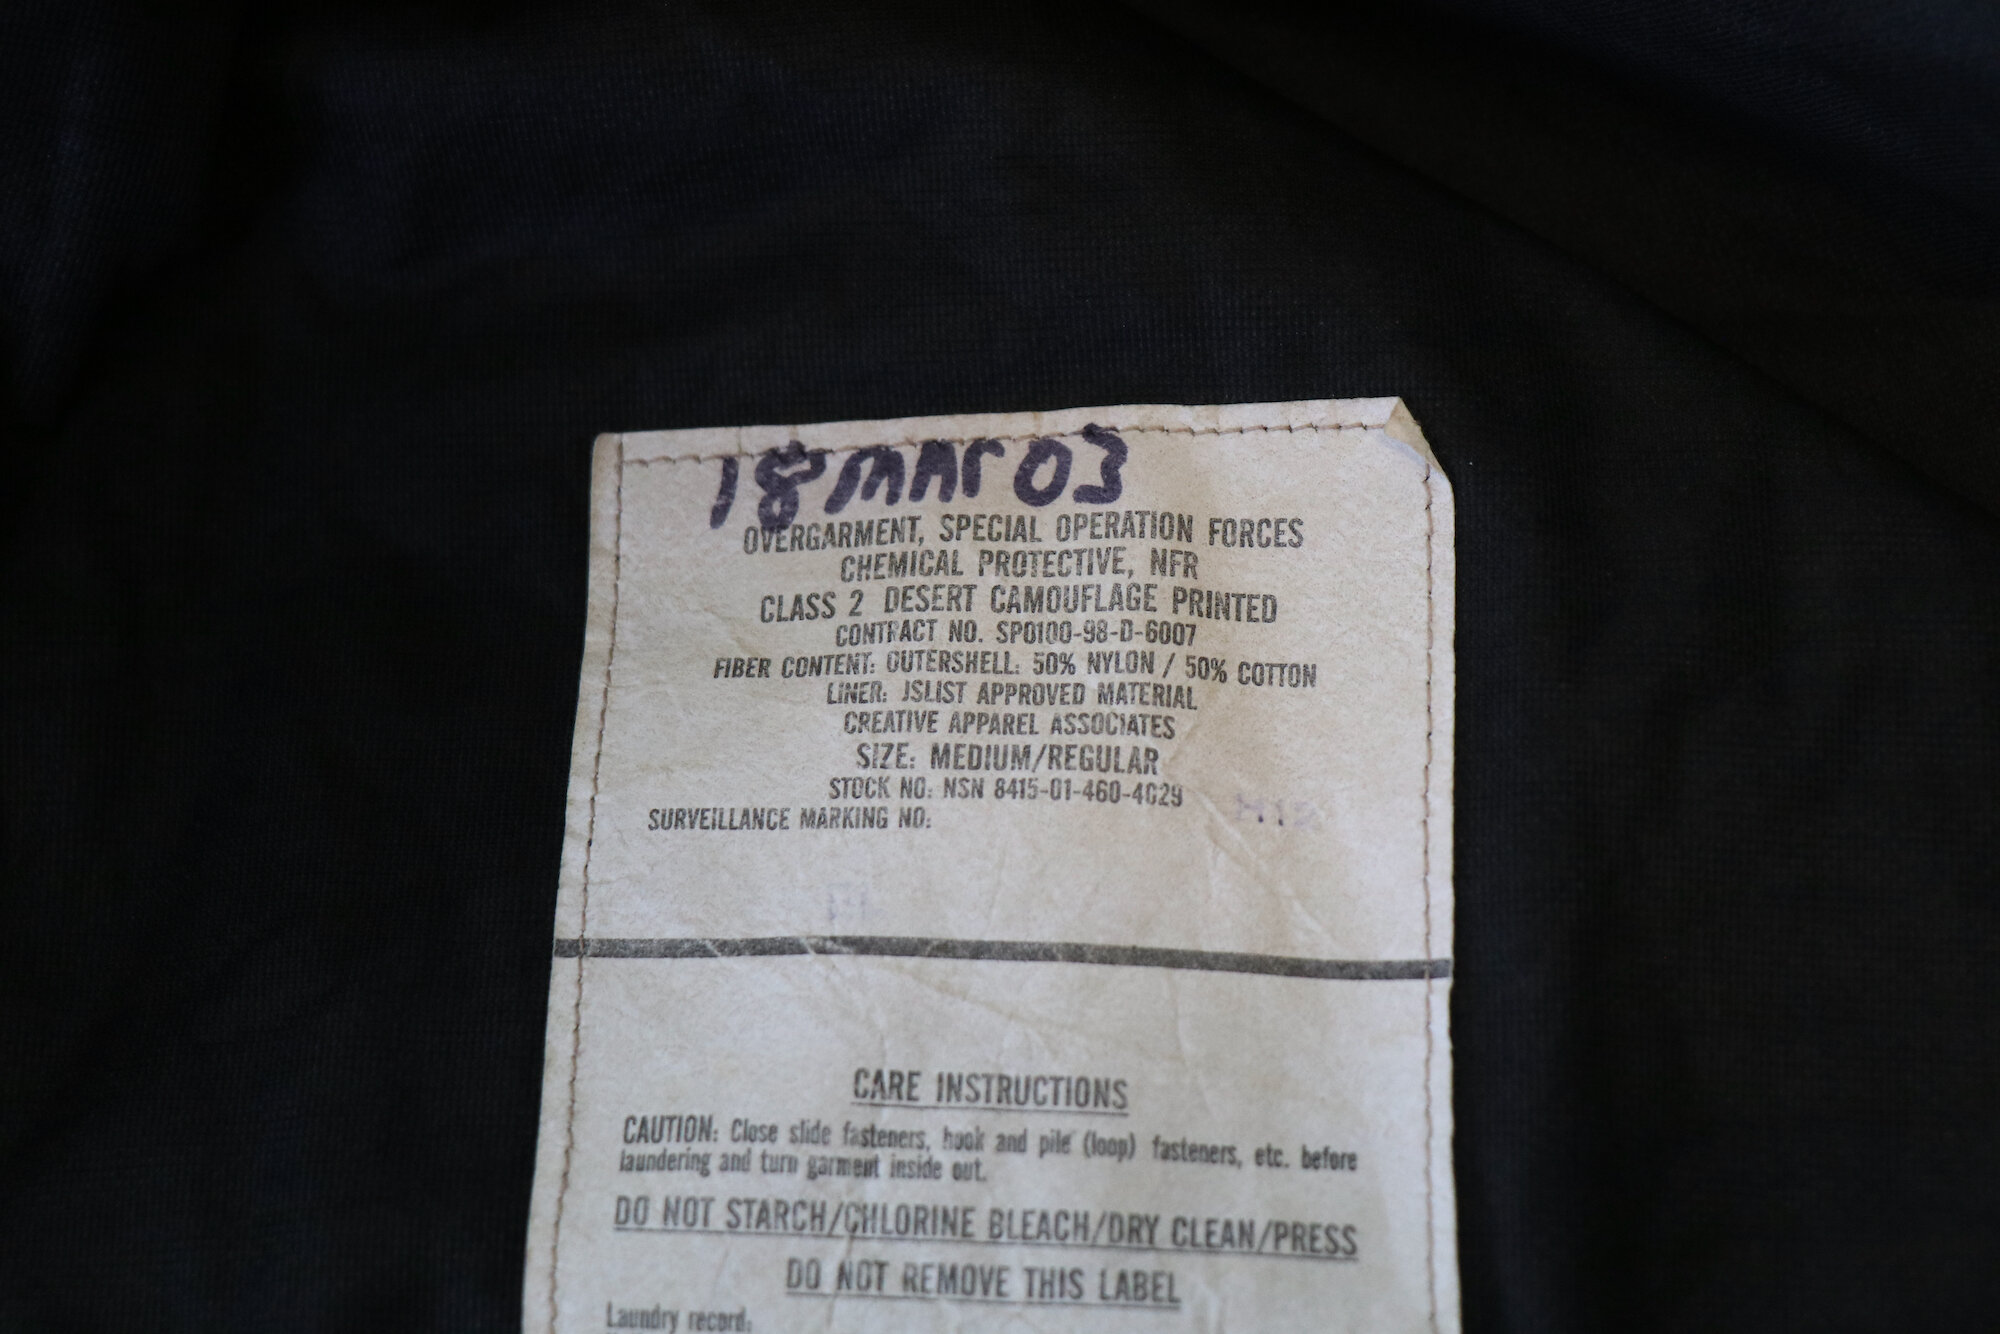 18 Mar 03
OVERGARMENT, SPECIAL OPERATION FORCES
CHEMICAL PROTECTIVE, NFR
CLASS 2 DESERT CAMOUFLAGE PRINTED
CONTRACT NO. SP0100-98-D-6007
FIBER CONTENT: OUTERSHELL: 50% NYLON / 50% COTTON
LINER: JSLIST APPROVED MATERIAL
CREATIVE APPAREL ASSOCIATES
SIZE: MEDIUM/REGULAR
STOCK NO: NSN 8415-01-460-4029
SURVEILLANCE MARKING NO:
CARE INSTRUCTIONS
CAUTION: Close slide fasteners, hook and pile (loop) fasteners, etc. before
laundering and turn garment inside out.
DO NOT STARCH/CHLORINE BLEACH/DRY CLEAN/PRESS
DO NOT REMOVE THIS LABEL
Laundry record: